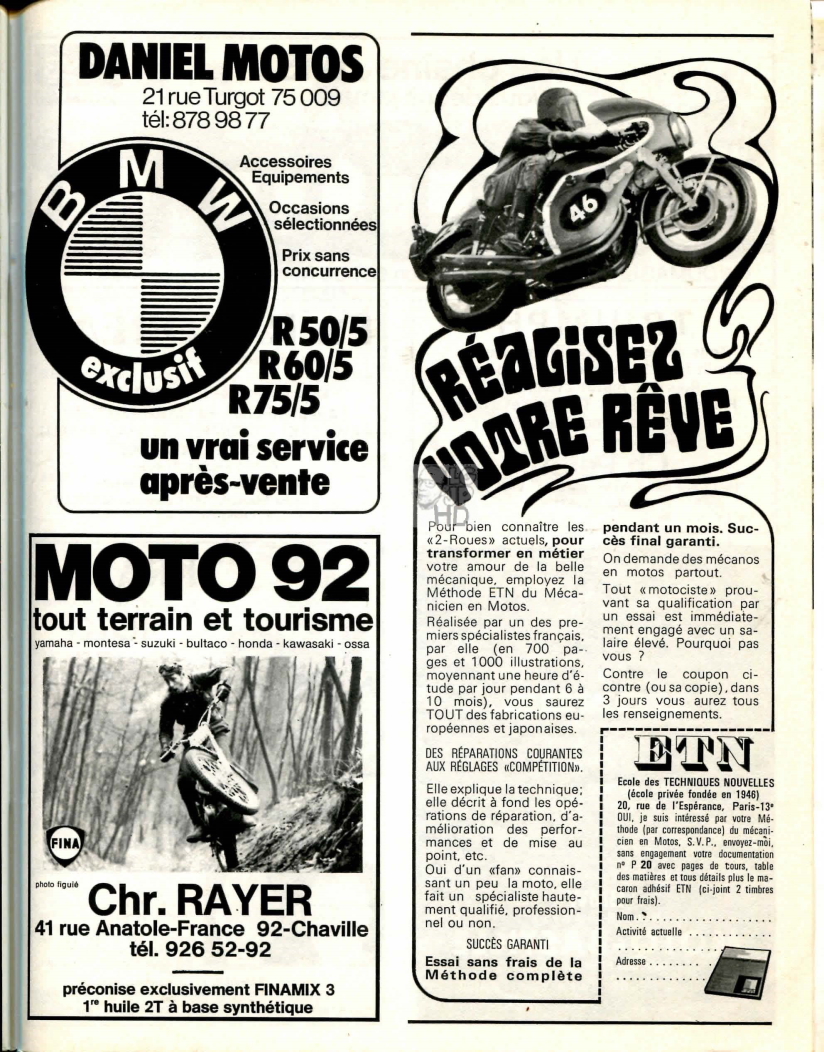 DANIEL MOTOS
21 rue Turgot 75 009
tél: 878 98 77
BMW
exclusif
Accessoires
Equipements
Occasions
sélectionnées
Prix sans
concurrence
R 50/5
R 60/5
R 75/5
un vrai service
après-vente
MOTO 92
tout terrain et tourisme
yamaha - montesa - suzuki - bultaco - honda - kawasaki - ossa
FINA
photo figuié
Chr. RAYER
41 rue Anatole-France 92-Chaville
tél. 926 52-92
préconise exclusivement FINAMIX 3
1re huile 2T à base synthétique
46
RÉALISEZ
VOTRE RÊVE
HD
Pour bien connaître les
«2-Roues» actuels, pour
transformer en métier
votre amour de la belle
mécanique, employez la
Méthode ETN du Méca-
nicien en Motos.
Réalisée par un des pre-
miers spécialistes français,
par elle (en 700 pa-
ges et 1000 illustrations,
moyennant une heure d'é-
tude par jour pendant 6 à
10 mois), vous saurez
TOUT des fabrications eu-
ropéennes et japonaises.
DES RÉPARATIONS COURANTES
AUX RÉGLAGES «COMPÉTITION».
Elle explique la technique;
elle décrit à fond les opé-
rations de réparation, d'a-
mélioration des perfor-
mances et de mise au
point, etc.
Oui d'un «fan» connais-
sant un peu la moto, elle
fait un spécialiste haute-
ment qualifié, profession-
nel ou non.
SUCCÈS GARANTI
Essai sans frais de la
Méthode complète
pendant un mois. Suc-
cès final garanti.
On demande des mécanos
en motos partout.
Tout «motociste» prou-
vant sa qualification par
un essai est immédiate-
ment engagé avec un sa-
laire élevé. Pourquoi pas
vous ?
Contre le coupon ci-
contre (ou sa copie), dans
3 jours vous aurez tous
les renseignements.
ETN
Ecole des TECHNIQUES NOUVELLES
(école privée fondée en 1946)
20, rue de l'Espérance, Paris-13e
OUI, je suis intéressé par votre Mé-
thode (par correspondance) du mécani-
cien en Motos, S.V.P., envoyez-moi,
sans engagement votre documentation
n° P 20 avec pages de cours, table
des matières et tous détails plus le ma-
caron adhésif ETN (ci-joint 2 timbres
pour frais).
Nom . . . . . . . . . . . . . . . . . . . .
Activité actuelle . . . . . . . . . . . .
. . . . . . . . . . . . . . .
Adresse . . . . . . . . .
. . . . . . . . . . . . .